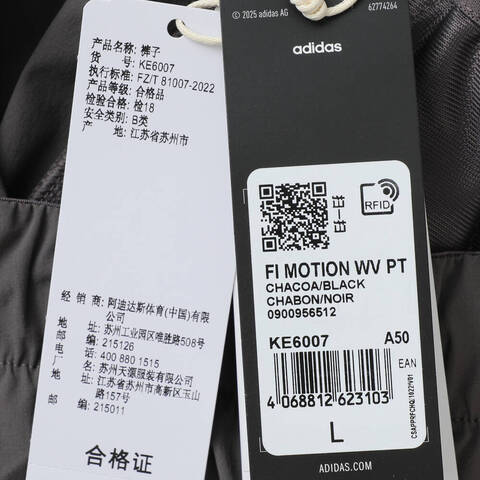 产品名称: 裤子
货 号: KE6007
执行标准: FZ/T 81007-2022
产品等级: 合格品
检验合格: 检18
安全类别: B类
产 地: 江苏省苏州市
经 销 商: 阿迪达斯体育(中国)有限
公司
地 址: 苏州工业园区唯胜路508号
邮 编: 215126
电 话: 400 880 1515
厂 名: 苏州天源服装有限公司
地 址: 江苏省苏州市高新区玉山
路157号
邮 编: 215011
合格证
© 2025 adidas AG
62774264
adidas
RFID
FI MOTION WV PT
CHACOA/BLACK
CHABON/NOIR
0900956512
KE6007 A50
EAN
4 068812 623103
L
ADIDAS.COM